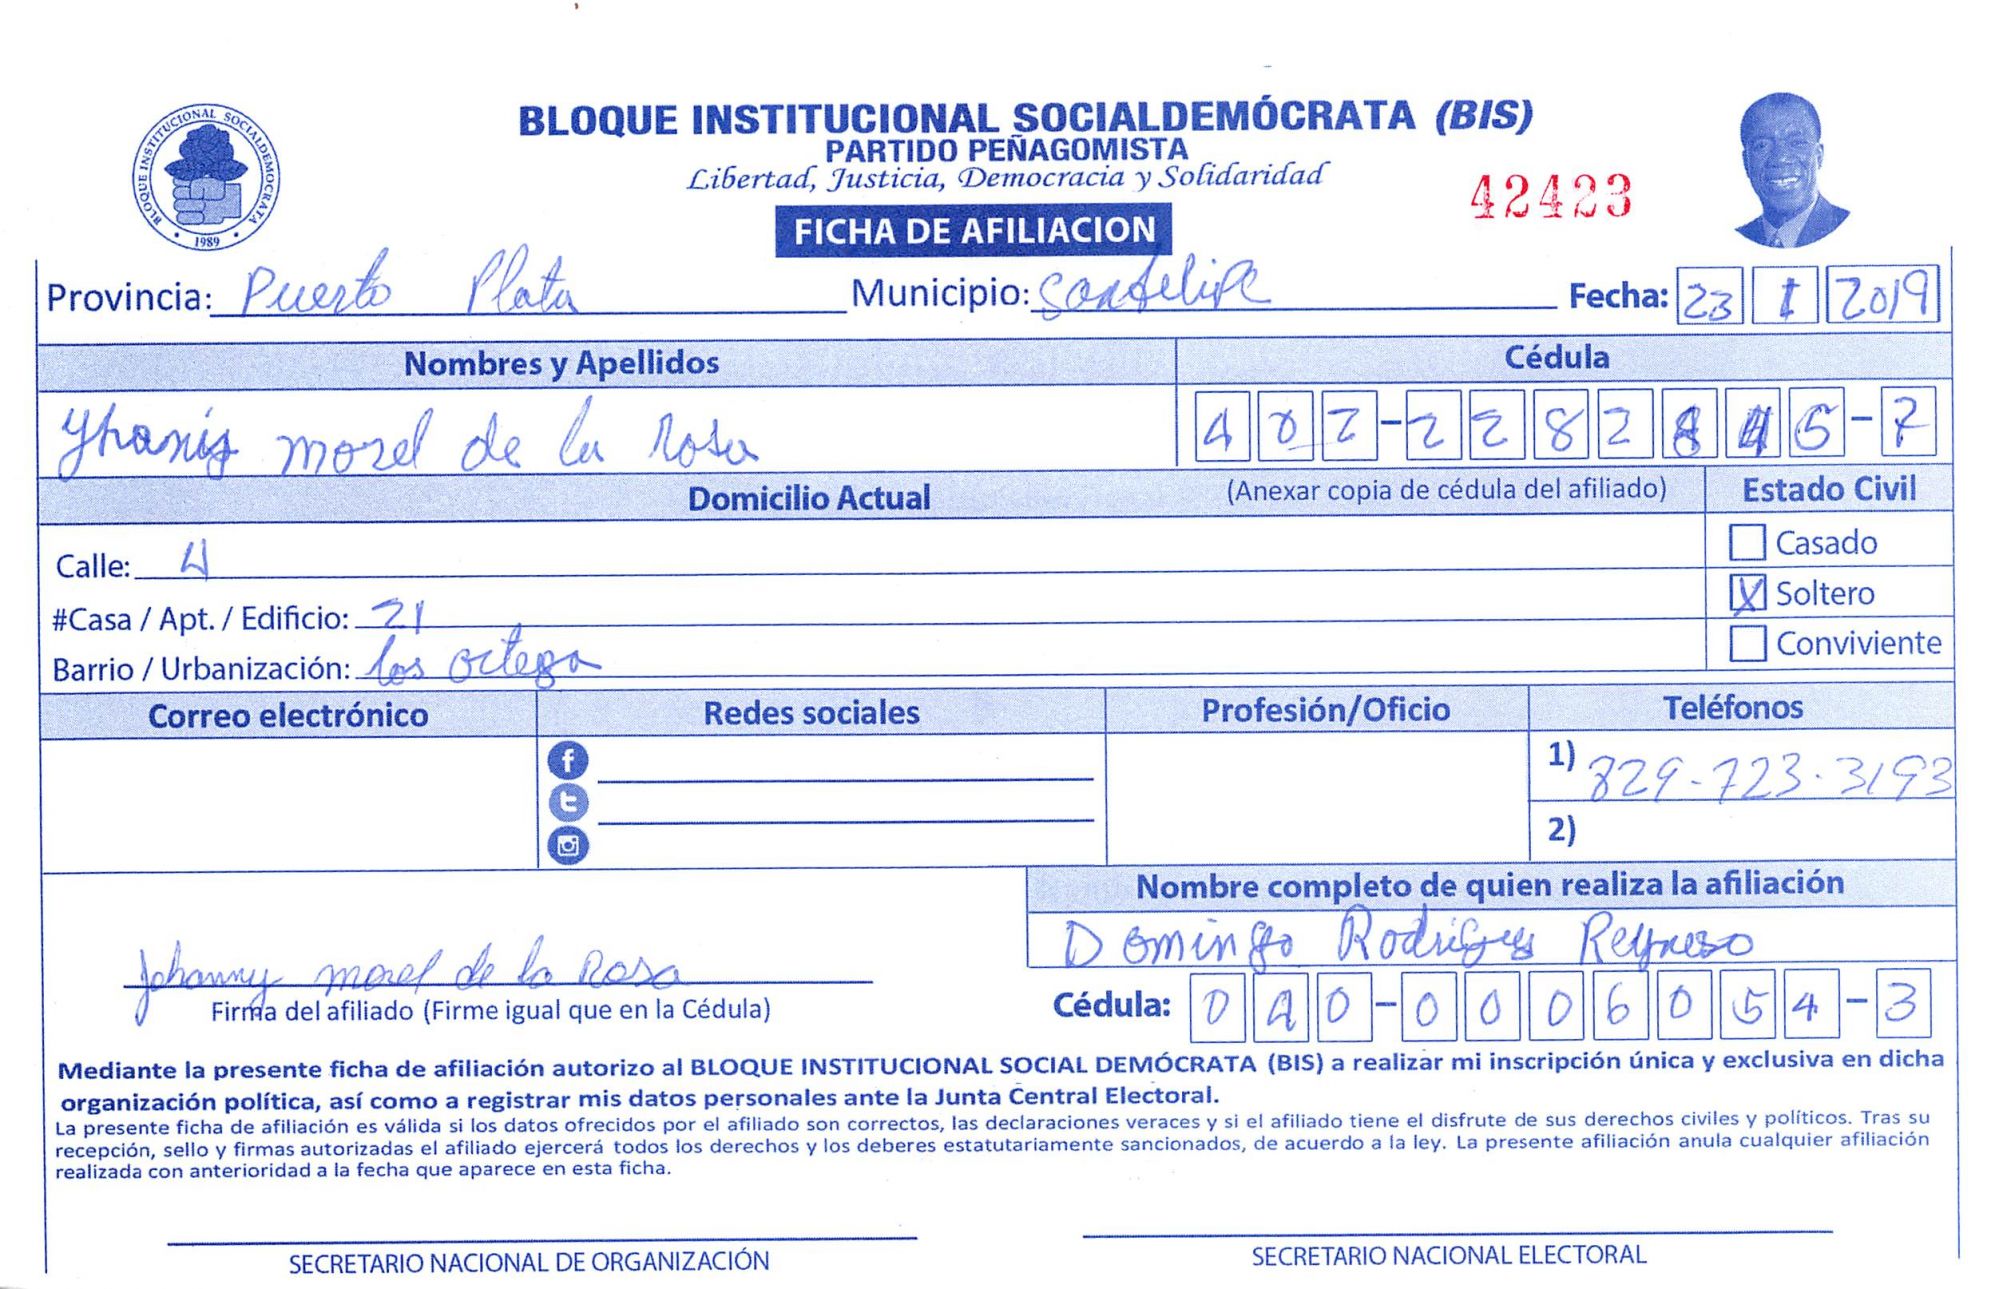 BLOQUE INSTITUCIONAL SOCIALDEMOCRATA
1989
BLOQUE INSTITUCIONAL SOCIALDEMÓCRATA (BIS)
PARTIDO PEÑAGOMISTA
Libertad, Justicia, Democracia y Solidaridad
42423
FICHA DE AFILIACION
Provincia: Puerto Plata Municipio: Sanfelipe Fecha: 23 1 2019
Nombres y Apellidos Cédula
morel de la Rosa 402-2282845-7
Domicilio Actual (Anexar copia de cédula del afiliado) Estado Civil
Casado
Calle: 4
X Soltero
#Casa / Apt. / Edificio: 21
Conviviente
Barrio / Urbanización: los ortega
Correo electrónico Redes sociales Profesión/Oficio Teléfonos
1) 829-723-3193
2)
Nombre completo de quien realiza la afiliación
Domingo Rodrigues
Johanny morel de la Rosa
Firma del afiliado (Firme igual que en la Cédula)
Cédula: 040-0006054-3
Mediante la presente ficha de afiliación autorizo al BLOQUE INSTITUCIONAL SOCIAL DEMÓCRATA (BIS) a realizar mi inscripción única y exclusiva en dicha
organización política, así como a registrar mis datos personales ante la Junta Central Electoral.
La presente ficha de afiliación es válida si los datos ofrecidos por el afiliado son correctos, las declaraciones veraces y si el afiliado tiene el disfrute de sus derechos civiles y políticos. Tras su
recepción, sello y firmas autorizadas el afiliado ejercerá todos los derechos y los deberes estatutariamente sancionados, de acuerdo a la ley. La presente afiliación anula cualquier afiliación
realizada con anterioridad a la fecha que aparece en esta ficha.
SECRETARIO NACIONAL DE ORGANIZACIÓN SECRETARIO NACIONAL ELECTORAL